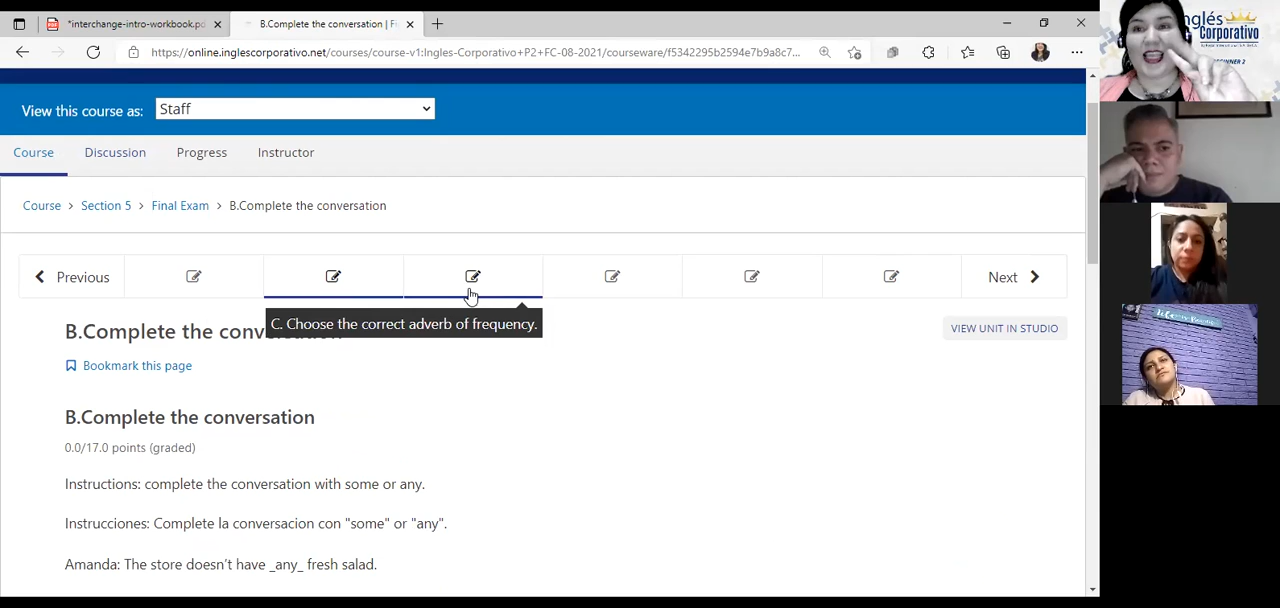 *interchange-intro-workbook.pd
B.Complete the conversation | F
https://online.inglescorporativo.net/courses/course-v1:Ingles-Corporativo+P2+FC-08-2021/courseware/f5342295b2594e7b9a8c7...
View this course as:
Staff
Course
Discussion
Progress
Instructor
Course > Section 5 > Final Exam > B.Complete the conversation
Previous
Next
C. Choose the correct adverb of frequency.
B.Complete the conv
VIEW UNIT IN STUDIO
Bookmark this page
B.Complete the conversation
0.0/17.0 points (graded)
Instructions: complete the conversation with some or any.
Instrucciones: Complete la conversacion con "some" or "any".
Amanda: The store doesn't have _any_ fresh salad.
Inglés
Corporativo